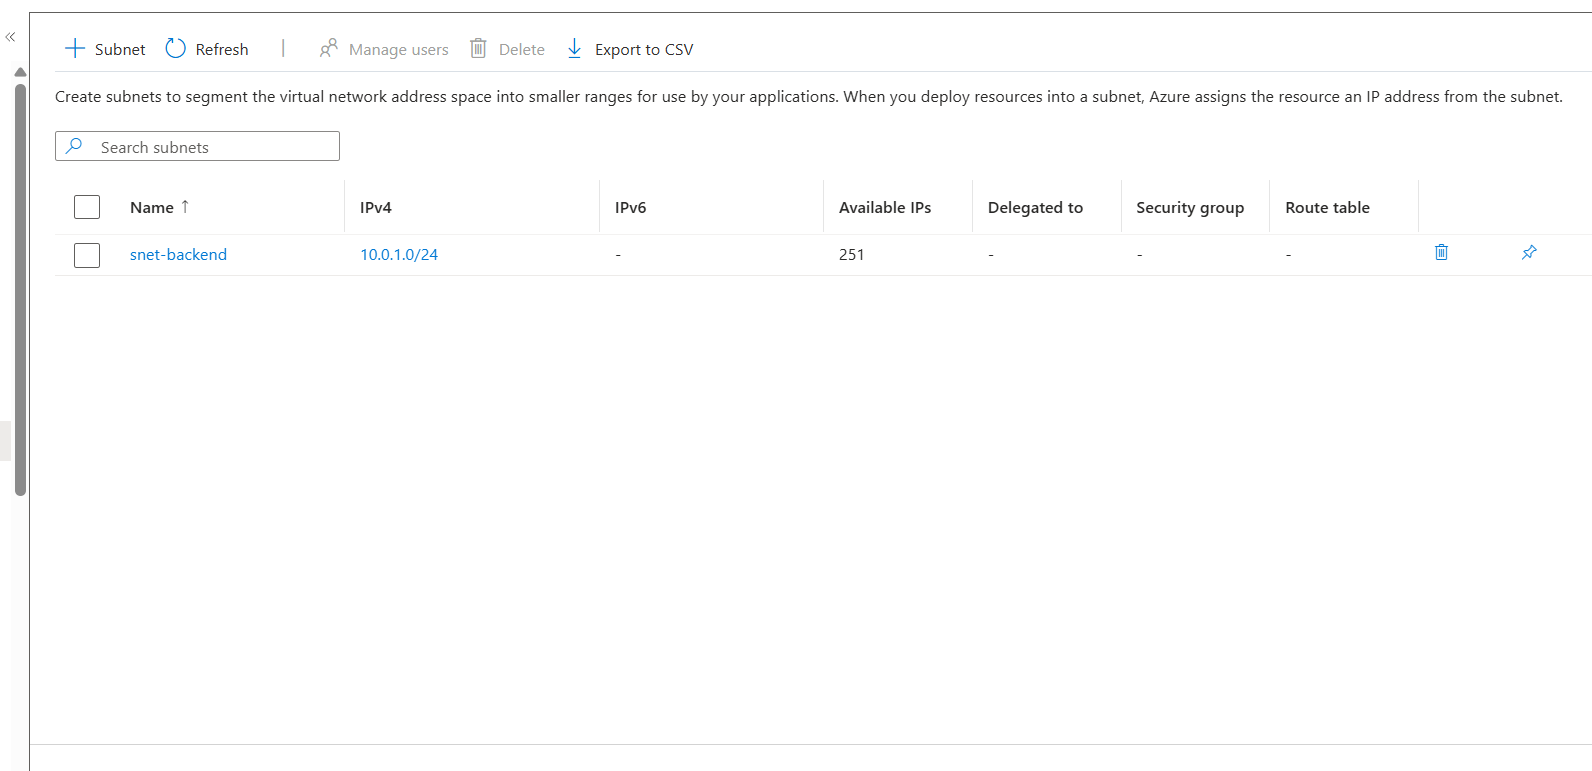 Subnet Refresh Manage users Delete Export to CSV
Create subnets to segment the virtual network address space into smaller ranges for use by your applications. When you deploy resources into a subnet, Azure assigns the resource an IP address from the subnet.
Search subnets
Name ↑ IPv4 IPv6 Available IPs Delegated to Security group Route table
snet-backend 10.0.1.0/24 - 251 - - -